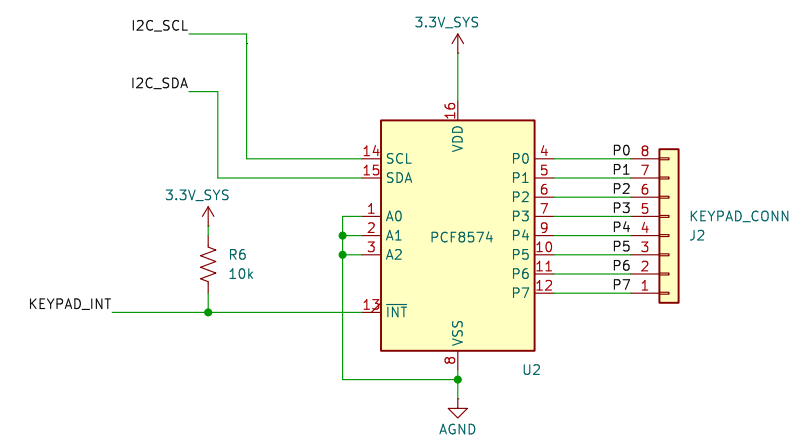 I2C_SCL
3.3V_SYS
I2C_SDA
16
VDD
14 SCL
15 SDA
3.3V_SYS
1 A0
2 A1
3 A2
PCF8574
R6
10k
KEYPAD_INT
13 INT
P0 4
P1 5
P2 6
P3 7
P4 9
P5 10
P6 11
P7 12
P0 8
P1 7
P2 6
P3 5
P4 4
P5 3
P6 2
P7 1
KEYPAD_CONN
J2
VSS
8
U2
AGND